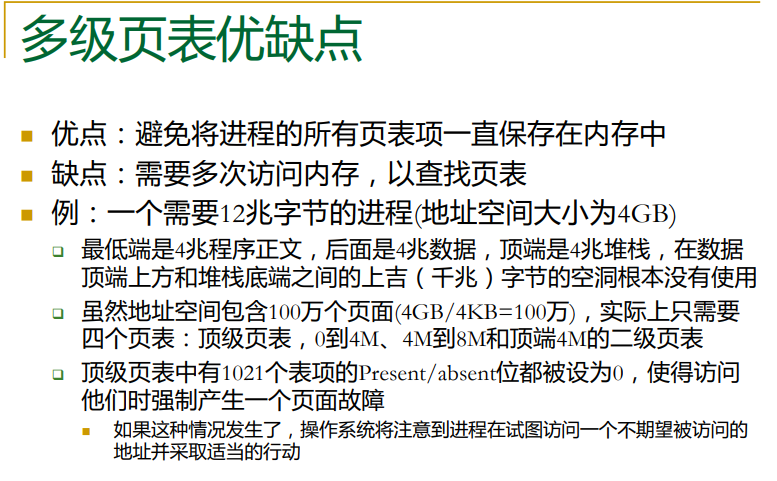 多级页表优缺点
优点：避免将进程的所有页表项一直保存在内存中
缺点：需要多次访问内存，以查找页表
例：一个需要12兆字节的进程(地址空间大小为4GB)
最低端是4兆程序正文，后面是4兆数据，顶端是4兆堆栈，在数据
顶端上方和堆栈底端之间的上吉（千兆）字节的空洞根本没有使用
虽然地址空间包含100万个页面(4GB/4KB=100万)，实际上只需要
四个页表：顶级页表，0到4M、4M到8M和顶端4M的二级页表
顶级页表中有1021个表项的Present/absent位都被设为0，使得访问
他们时强制产生一个页面故障
如果这种情况发生了，操作系统将注意到进程在试图访问一个不期望被访问的
地址并采取适当的行动